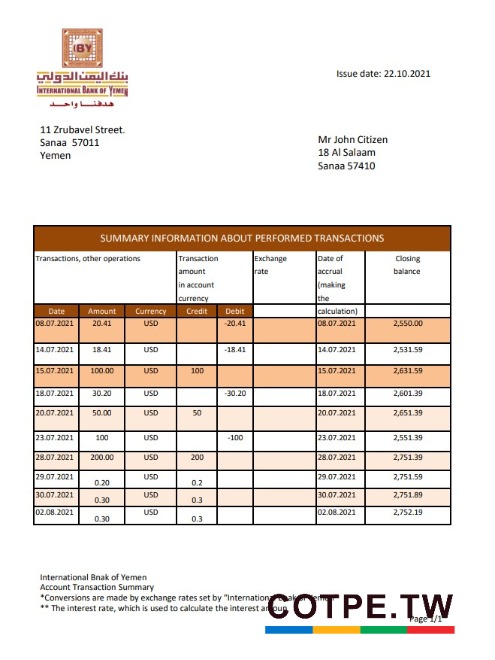 IBY
بنك اليمن الدولي
INTERNATIONAL BANK OF YEMEN
هدفنا واحد
Issue date: 22.10.2021
11 Zrubavel Street.
Sanaa 57011
Yemen
Mr John Citizen
18 Al Salaam
Sanaa 57410
SUMMARY INFORMATION ABOUT PERFORMED TRANSACTIONS
Transactions, other operations Transaction amount in account currency Exchange rate Date of accrual (making the calculation) Closing balance
Date Amount Currency Credit Debit
08.07.2021 20.41 USD -20.41 08.07.2021 2,550.00
14.07.2021 18.41 USD -18.41 14.07.2021 2,531.59
15.07.2021 100.00 USD 100 15.07.2021 2,631.59
18.07.2021 30.20 USD -30.20 18.07.2021 2,601.39
20.07.2021 50.00 USD 50 20.07.2021 2,651.39
23.07.2021 100 USD -100 23.07.2021 2,551.39
28.07.2021 200.00 USD 200 28.07.2021 2,751.39
29.07.2021 0.20 USD 0.2 29.07.2021 2,751.59
30.07.2021 0.30 USD 0.3 30.07.2021 2,751.89
02.08.2021 0.30 USD 0.3 02.08.2021 2,752.19
International Bnak of Yemen
Account Transaction Summary
*Conversions are made by exchange rates set by "International Bank of Yemen
** The interest rate, which is used to calculate the interest amoun
COTPE.TW
Page 1/1